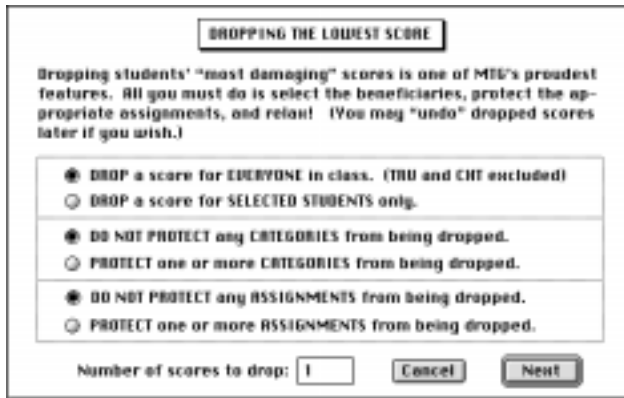 DROPPING THE LOWEST SCORE
Dropping students' "most damaging" scores is one of MTG's proudest
features. All you must do is select the beneficiaries, protect the ap-
propriate assignments, and relax! (You may "undo" dropped scores
later if you wish.)
DROP a score for EVERYONE in class. (TRU and CHT excluded)
DROP a score for SELECTED STUDENTS only.
DO NOT PROTECT any CATEGORIES from being dropped.
PROTECT one or more CATEGORIES from being dropped.
DO NOT PROTECT any ASSIGNMENTS from being dropped.
PROTECT one or more ASSIGNMENTS from being dropped.
Number of scores to drop: 1 Cancel Next